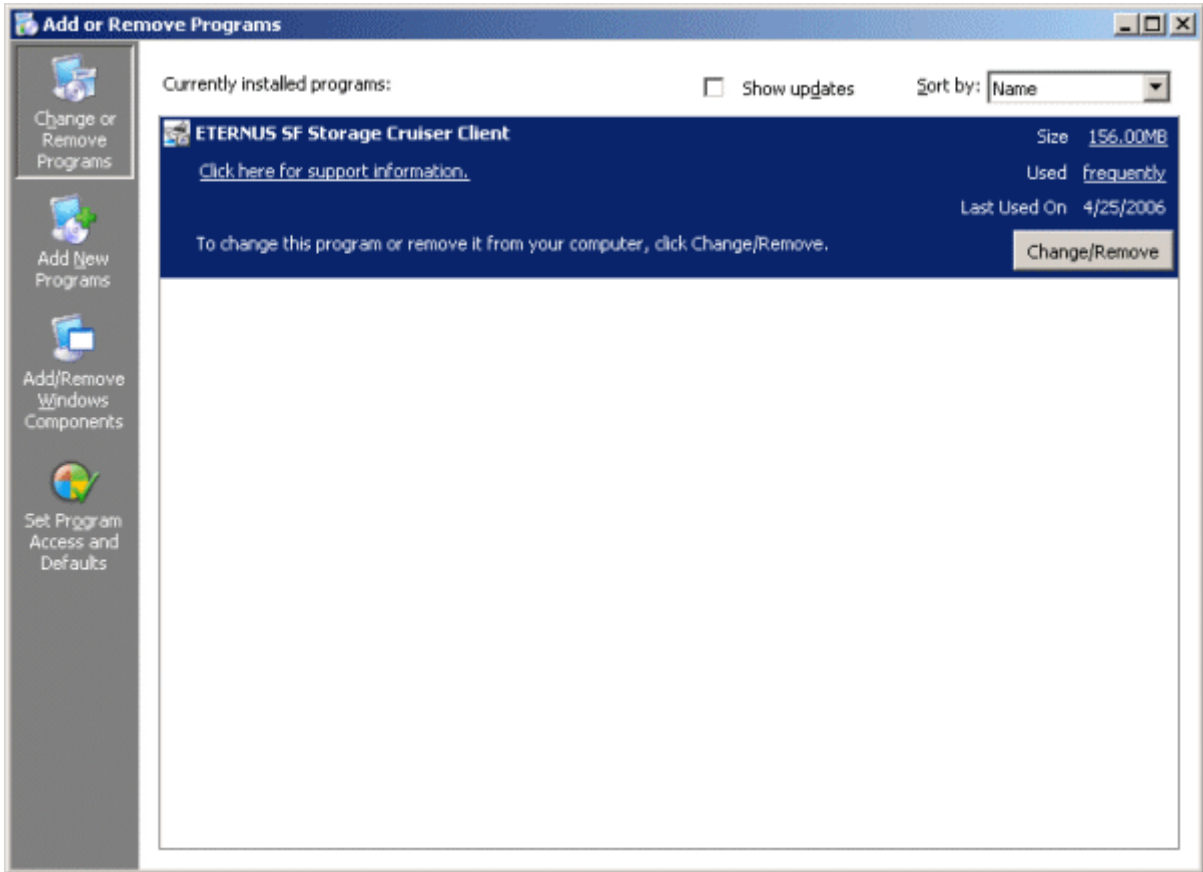 Add or Remove Programs
Change or
Remove
Programs
Add New
Programs
Add/Remove
Windows
Components
Set Program
Access and
Defaults
Currently installed programs:
Show updates
Sort by: Name
ETERNUS SF Storage Cruiser Client
Size 156.00MB
Click here for support information.
Used frequently
Last Used On 4/25/2006
To change this program or remove it from your computer, click Change/Remove.
Change/Remove